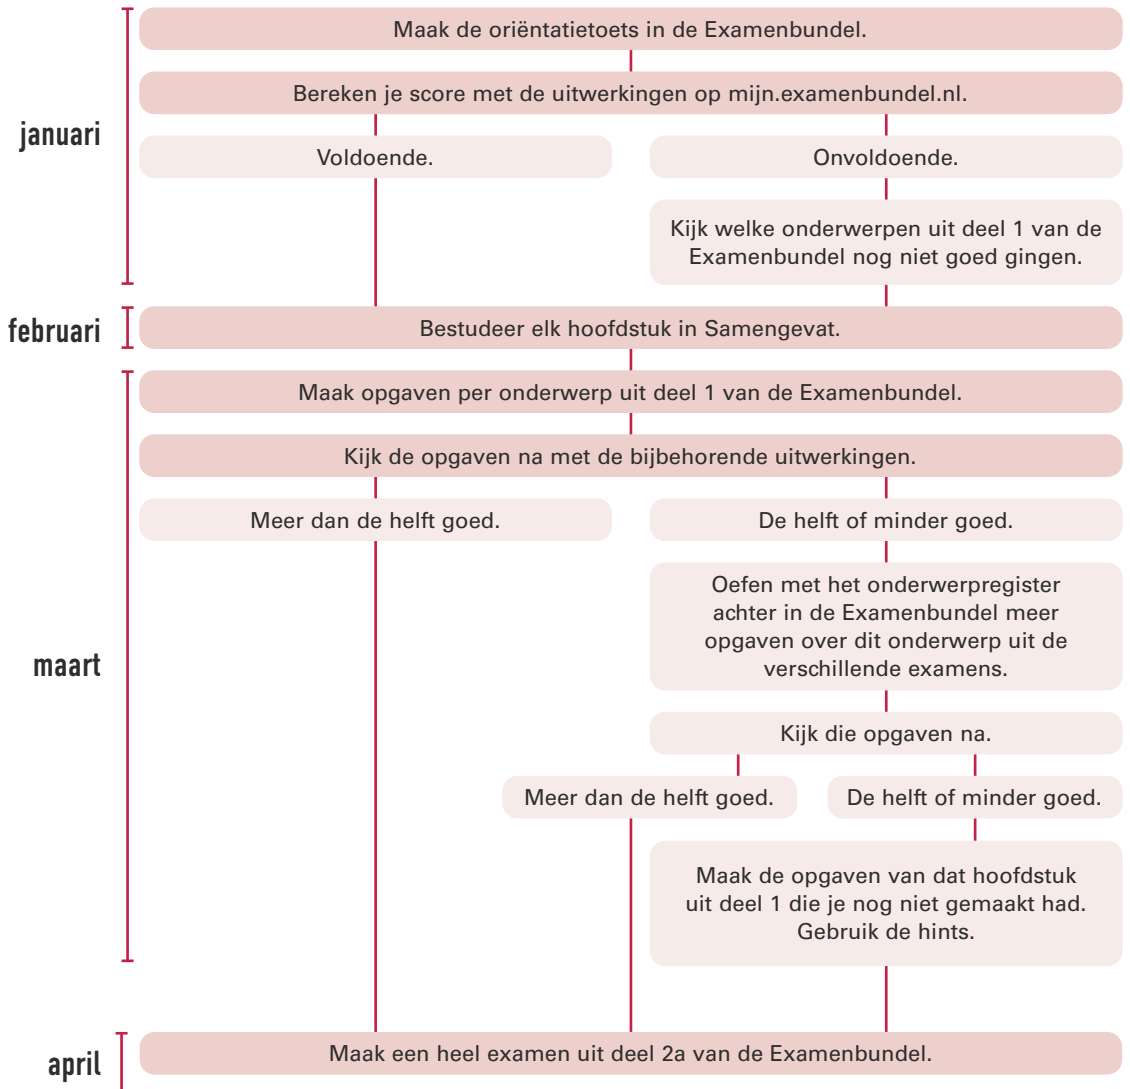 Maak de oriëntatietoets in de Examenbundel.
Bereken je score met de uitwerkingen op mijn.examenbundel.nl.
januari
Voldoende.
Onvoldoende.
Kijk welke onderwerpen uit deel 1 van de
Examenbundel nog niet goed gingen.
februari
Bestudeer elk hoofdstuk in Samengevat.
Maak opgaven per onderwerp uit deel 1 van de Examenbundel.
Kijk de opgaven na met de bijbehorende uitwerkingen.
Meer dan de helft goed.
De helft of minder goed.
Oefen met het onderwerpregister
achter in de Examenbundel meer
opgaven over dit onderwerp uit de
verschillende examens.
maart
Kijk die opgaven na.
Meer dan de helft goed.
De helft of minder goed.
Maak de opgaven van dat hoofdstuk
uit deel 1 die je nog niet gemaakt had.
Gebruik de hints.
april
Maak een heel examen uit deel 2a van de Examenbundel.